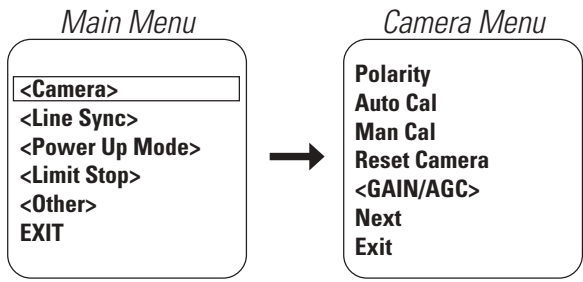 Main Menu
<Camera>
<Line Sync>
<Power Up Mode>
<Limit Stop>
<Other>
EXIT
Camera Menu
Polarity
Auto Cal
Man Cal
Reset Camera
<GAIN/AGC>
Next
Exit